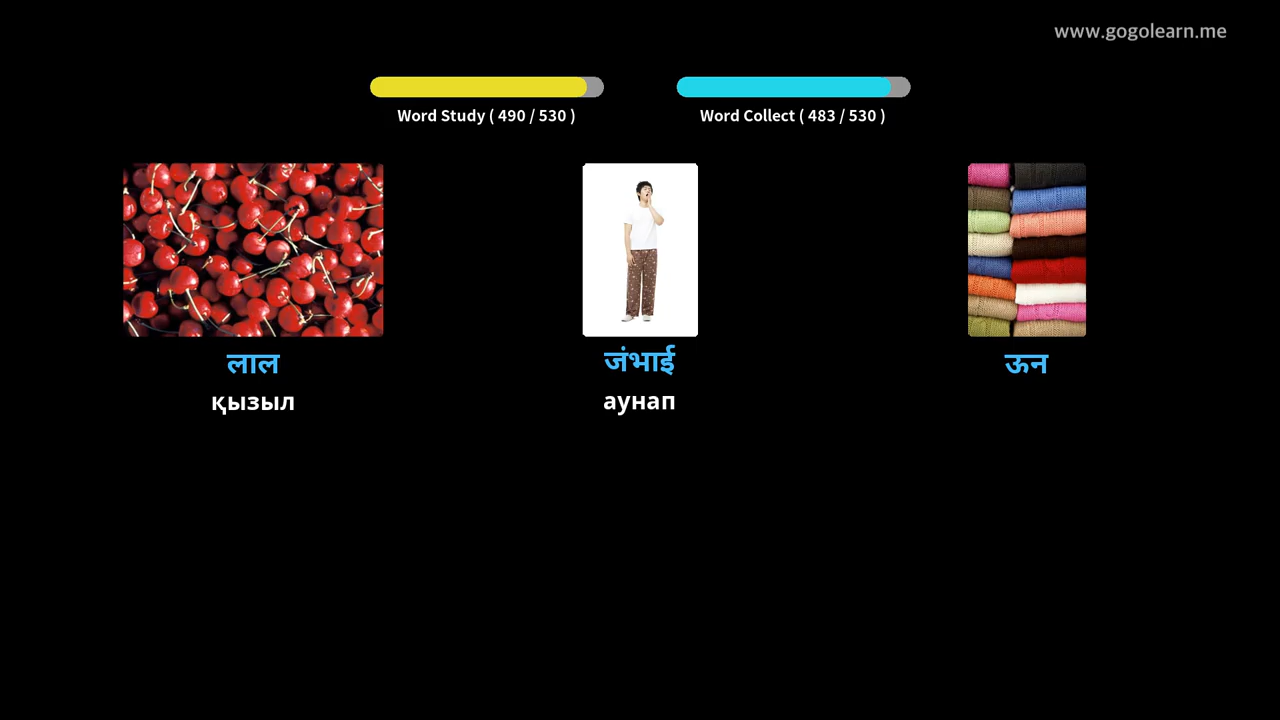 www.gogolearn.me
Word Study ( 490 / 530 )
Word Collect ( 483 / 530 )
लाल
қызыл
जंभाई
аунап
ऊन